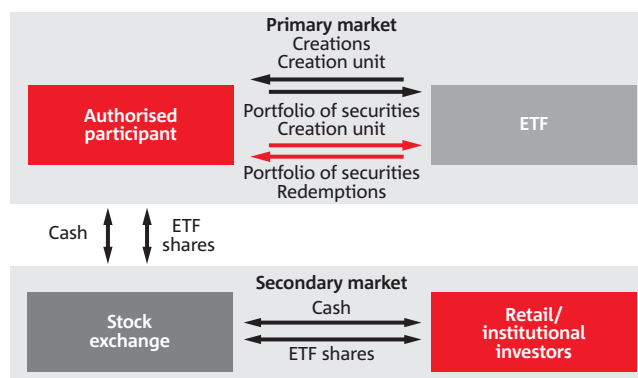 Primary market
Creations
Creation unit
Authorised
participant
Portfolio of securities
Creation unit
ETF
Portfolio of securities
Redemptions
Cash
ETF
shares
Secondary market
Cash
Stock
exchange
ETF shares
Retail/
institutional
investors